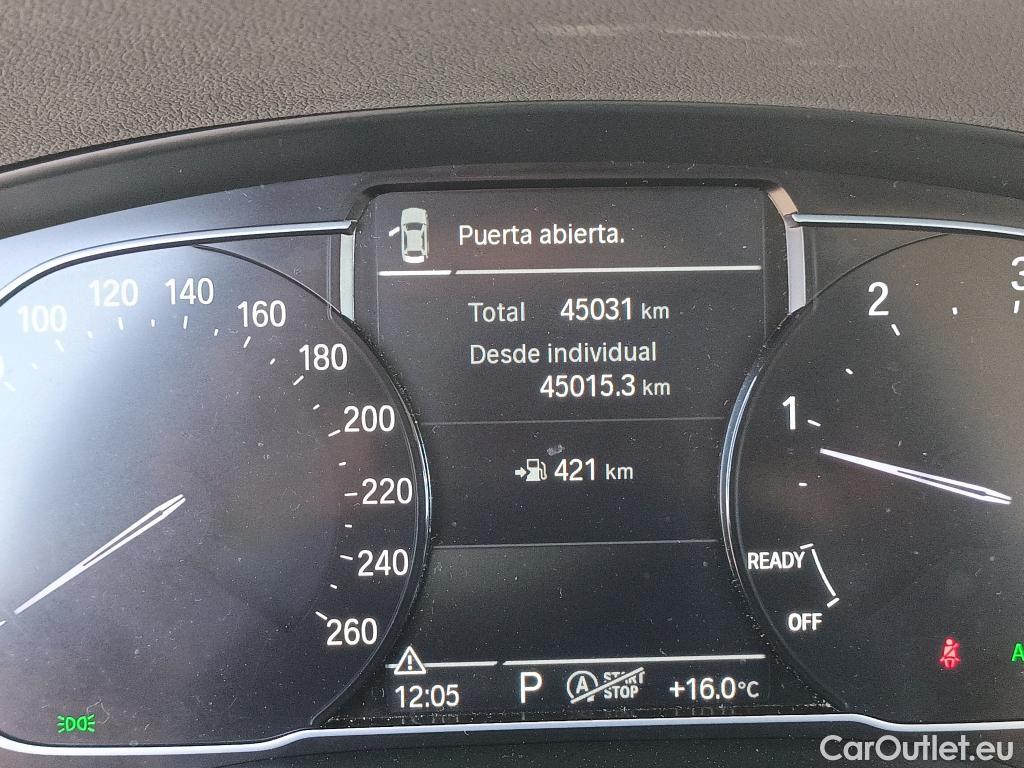 Puerta abierta.
Total 45031 km
Desde individual
45015.3 km
421 km
100
120
140
160
180
200
220
240
260
1
2
3
READY
OFF
12:05
P
A START
STOP
+16.0°C
A
CarOutlet.eu